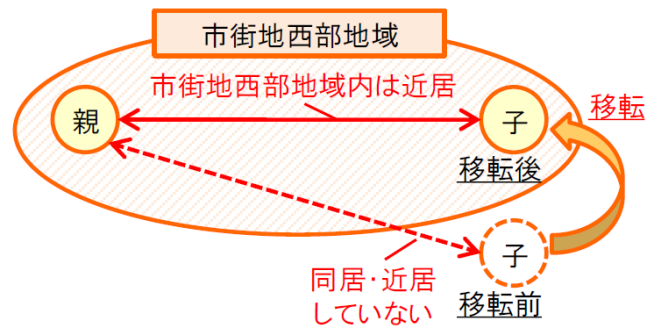 市街地西部地域
市街地西部地域内は近居
親
子
移転
移転後
子
同居・近居
していない
移転前